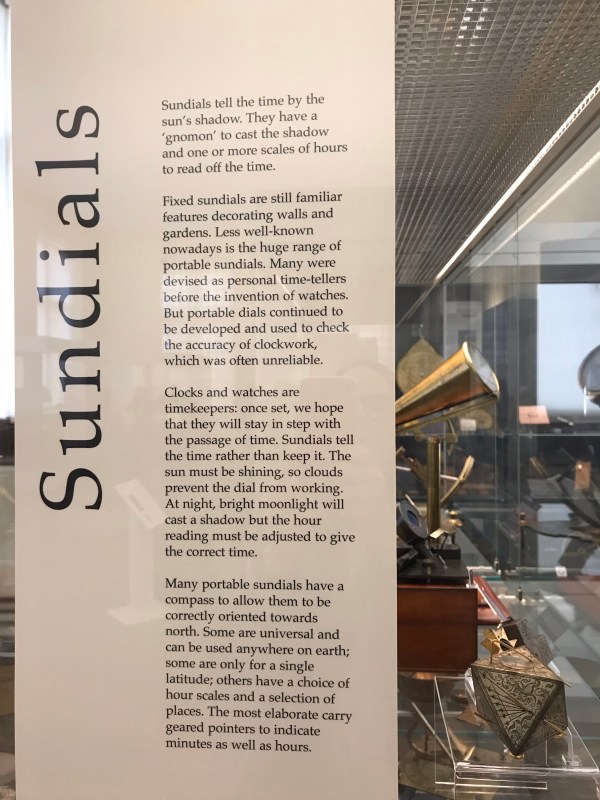 Sundials
Sundials tell the time by the
sun's shadow. They have a
'gnomon' to cast the shadow
and one or more scales of hours
to read off the time.
Fixed sundials are still familiar
features decorating walls and
gardens. Less well-known
nowadays is the huge range of
portable sundials. Many were
devised as personal time-tellers
before the invention of watches.
But portable dials continued to
be developed and used to check
the accuracy of clockwork,
which was often unreliable.
Clocks and watches are
timekeepers: once set, we hope
that they will stay in step with
the passage of time. Sundials tell
the time rather than keep it. The
sun must be shining, so clouds
prevent the dial from working.
At night, bright moonlight will
cast a shadow but the hour
reading must be adjusted to give
the correct time.
Many portable sundials have a
compass to allow them to be
correctly oriented towards
north. Some are universal and
can be used anywhere on earth;
some are only for a single
latitude; others have a choice of
hour scales and a selection of
places. The most elaborate carry
geared pointers to indicate
minutes as well as hours.